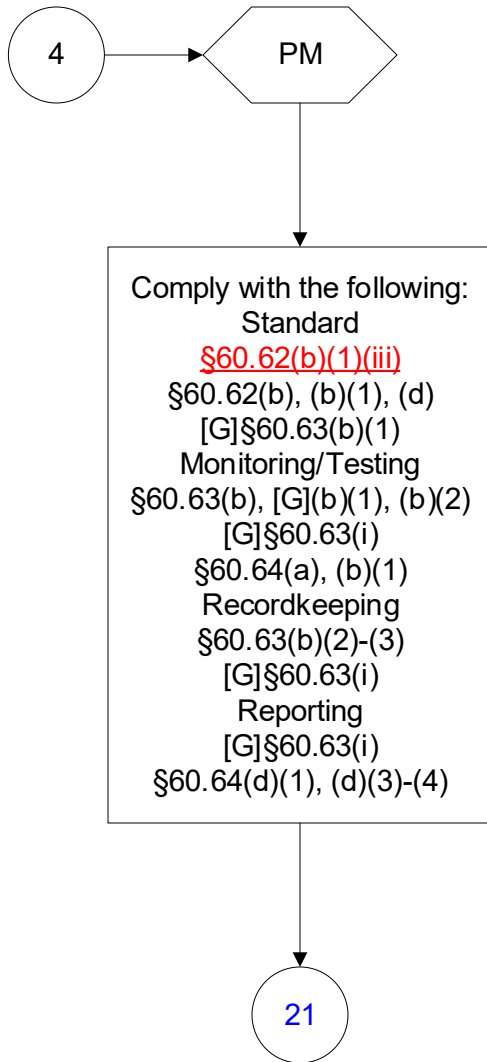 4
PM
Comply with the following:
Standard
§60.62(b)(1)(iii)
§60.62(b), (b)(1), (d)
[G]§60.63(b)(1)
Monitoring/Testing
§60.63(b), [G](b)(1), (b)(2)
[G]§60.63(i)
§60.64(a), (b)(1)
Recordkeeping
§60.63(b)(2)-(3)
[G]§60.63(i)
Reporting
[G]§60.63(i)
§60.64(d)(1), (d)(3)-(4)
21